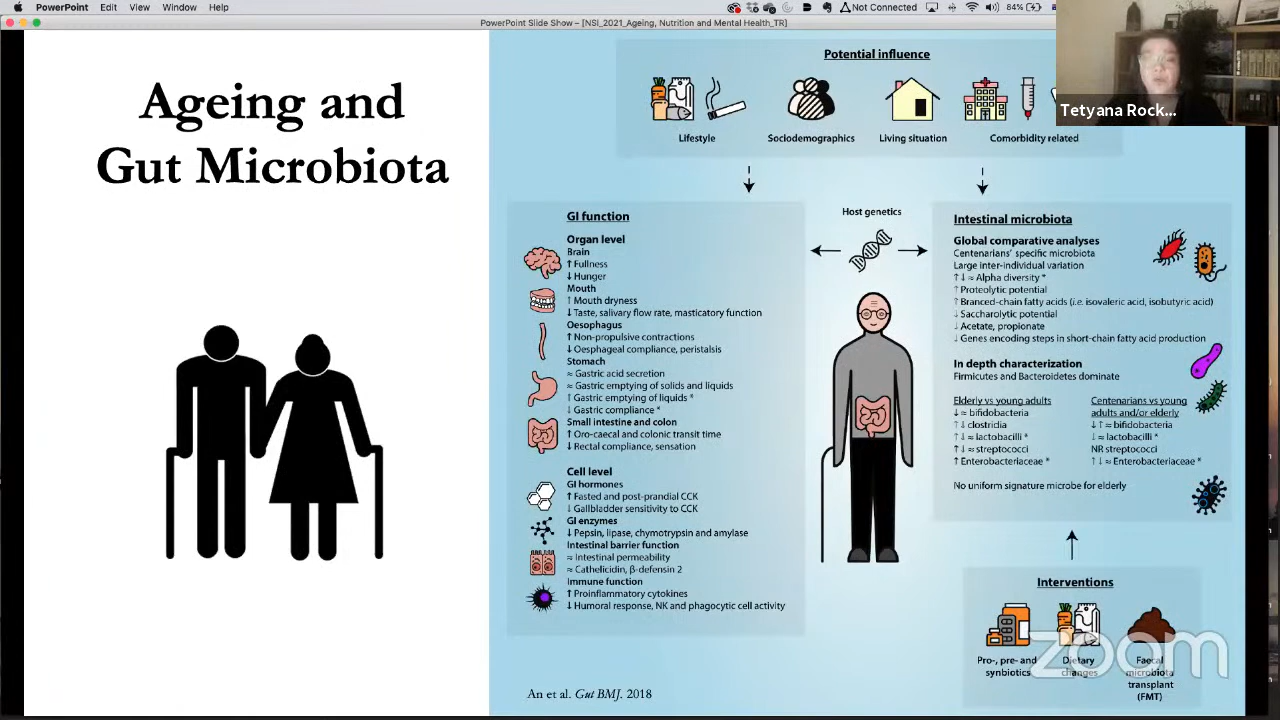 PowerPoint Edit View Window Help
Not Connected
84%
PowerPoint Slide Show - [NSI_2021_Ageing, Nutrition and Mental Health_TR]
Tetyana Rock...
Ageing and
Gut Microbiota
Potential influence
Lifestyle
Sociodemographics
Living situation
Comorbidity related
Host genetics
GI function
Organ level
Brain
↑ Fullness
↓ Hunger
Mouth
↑ Mouth dryness
↓ Taste, salivary flow rate, masticatory function
Oesophagus
↑ Non-propulsive contractions
↓ Oesphageal compliance, peristalsis
Stomach
≈ Gastric acid secretion
≈ Gastric emptying of solids and liquids
↑ Gastric emptying of liquids *
↓ Gastric compliance *
Small intestine and colon
↑ Oro-caecal and colonic transit time
↓ Rectal compliance, sensation
Cell level
GI hormones
↑ Fasted and post-prandial CCK
↓ Gallbladder sensitivity to CCK
GI enzymes
↓ Pepsin, lipase, chymotrypsin and amylase
Intestinal barrier function
≈ Intestinal permeability
≈ Cathelicidin, β-defensin 2
Immune function
↑ Proinflammatory cytokines
↓ Humoral response, NK and phagocytic cell activity
Intestinal microbiota
Global comparative analyses
Centenarians' specific microbiota
Large inter-individual variation
↑ ↓ ≈ Alpha diversity *
↑ Proteolytic potential
↑ Branced-chain fatty acids (i.e. isovaleric acid, isobutyric acid)
↓ Saccharolytic potential
↓ Acetate, propionate
↓ Genes encoding steps in short-chain fatty acid production
In depth characterization
Firmicutes and Bacteroidetes dominate
Elderly vs young adults
↓ ≈ bifidobacteria
↑ ↓ clostridia
↑ ↓ ≈ lactobacilli *
↑ ↓ ≈ streptococci
↑ Enterobacteriaceae *
Centenarians vs young
adults and/or elderly
↓ ↑ ≈ bifidobacteria
↓ ≈ lactobacilli *
NR streptococci
↑ ↓ ≈ Enterobacteriaceae *
No uniform signature microbe for elderly
Interventions
Pro-, pre- and
synbiotics
Dietary
changes
Faecal
microbiota
transplant
(FMT)
zoom
An et al. Gut BMJ. 2018